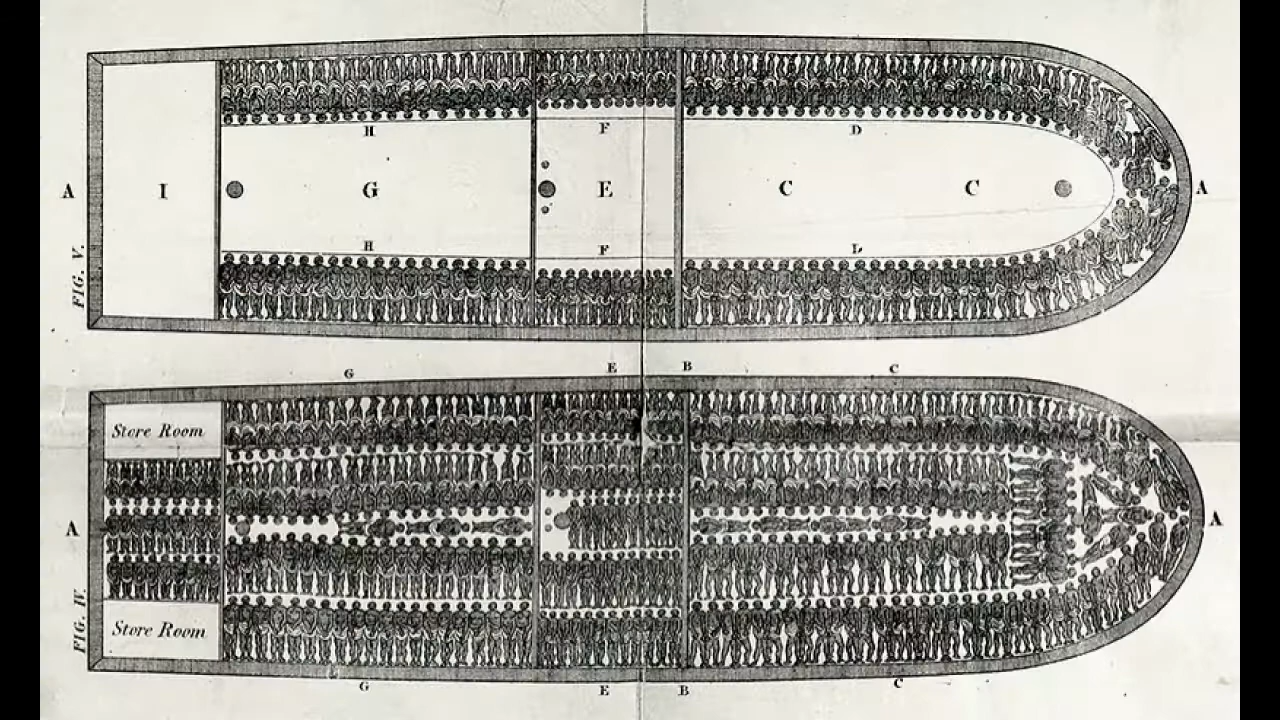 H F D
A I G E C C A
H F L
FIG. V.
G E B C
Store Room
A A
FIG. IV.
Store Room
G E B C